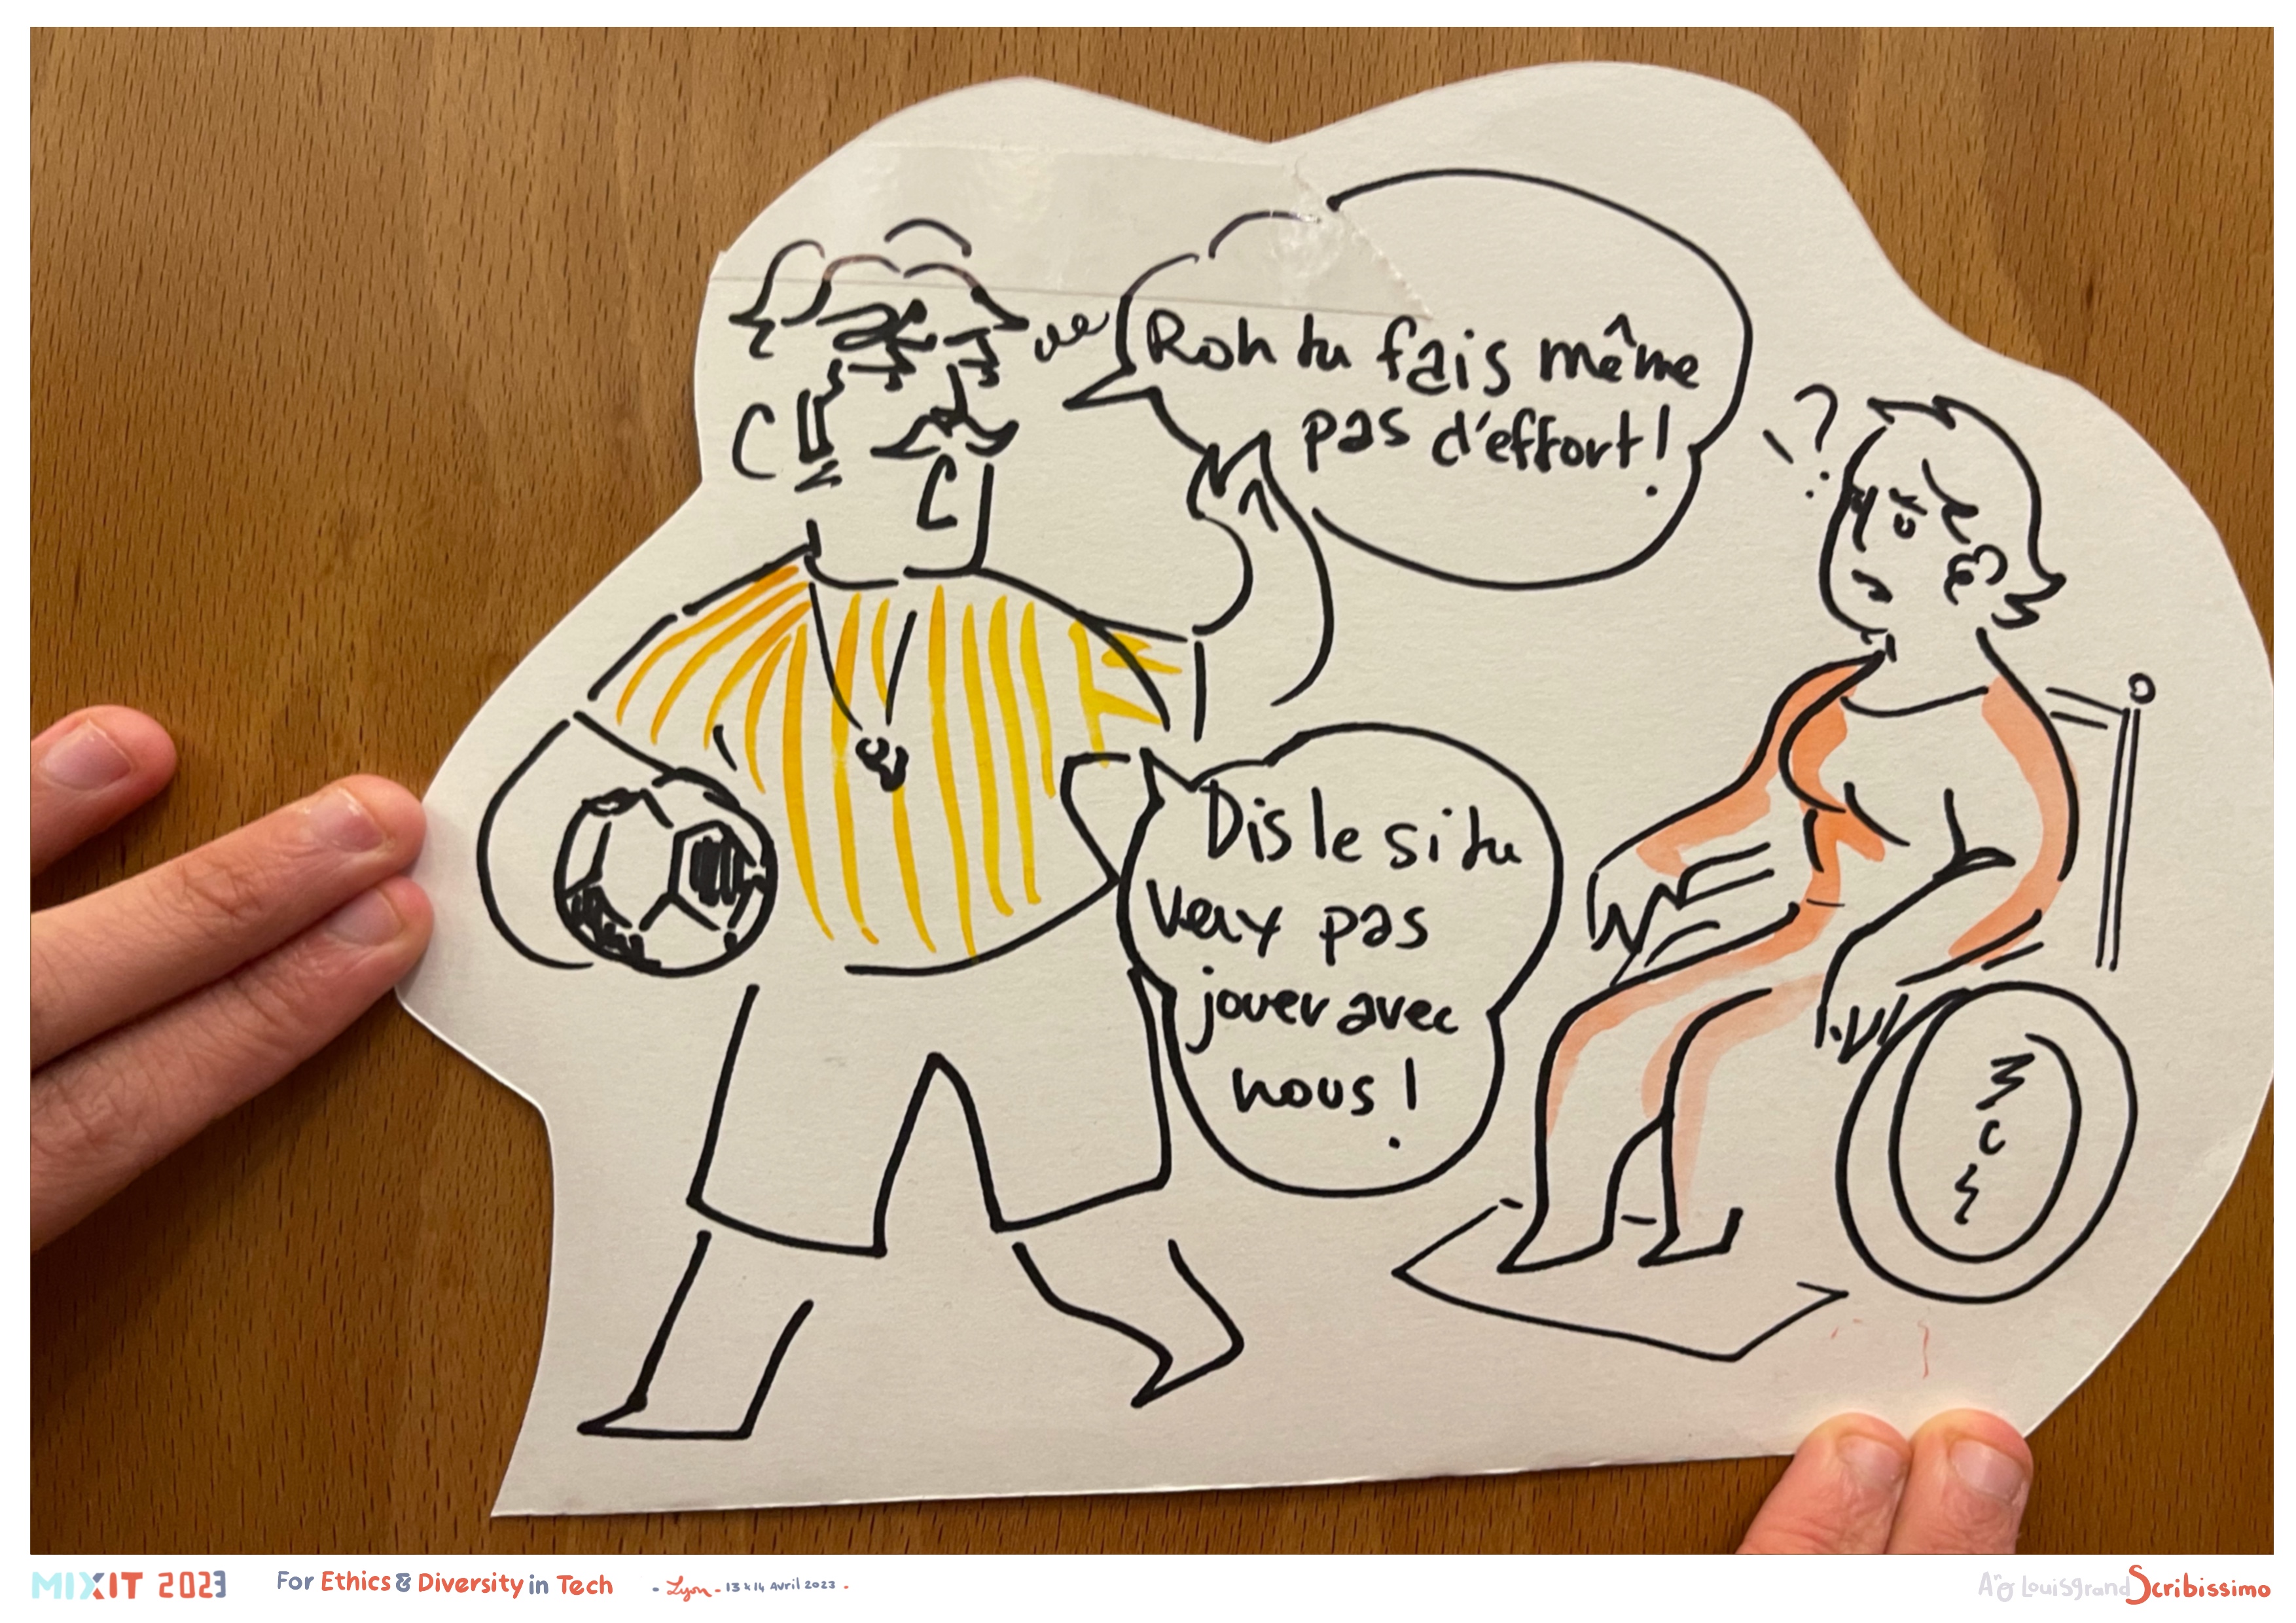 Roh tu fais même
pas d'effort !
?
Dis le si tu
veux pas
jouer avec
nous !
MIXIT 2023
For Ethics & Diversity in Tech
- Lyon - 13 & 14 Avril 2023 -
Louisgrand Scribissimo